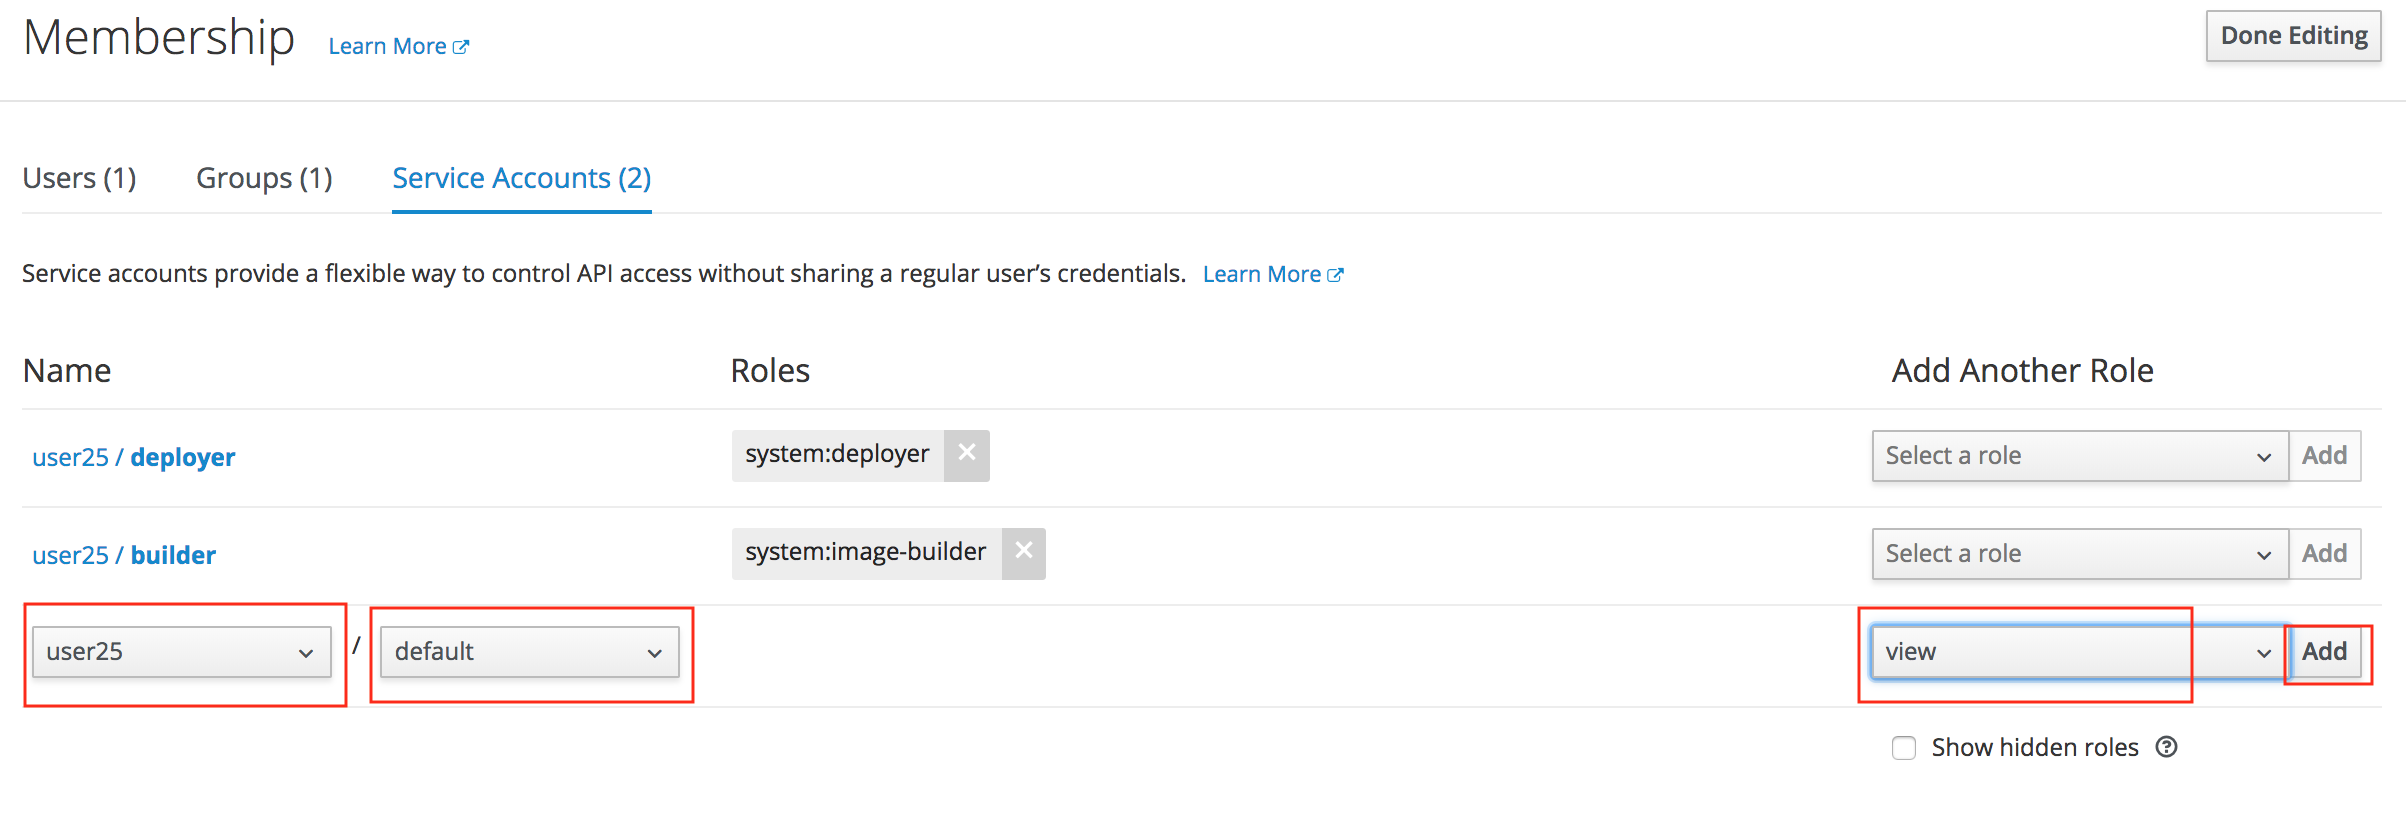 Membership Learn More
Done Editing
Users (1) Groups (1) Service Accounts (2)
Service accounts provide a flexible way to control API access without sharing a regular user’s credentials. Learn More
Name Roles Add Another Role
user25 / deployer system:deployer × Select a role Add
user25 / builder system:image-builder × Select a role Add
user25 / default view Add
Show hidden roles ?